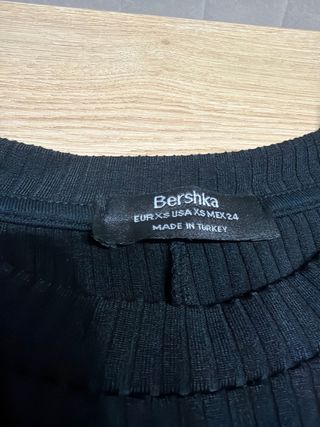 Bershka
EUR XS USA XS MEX 24
MADE IN TURKEY